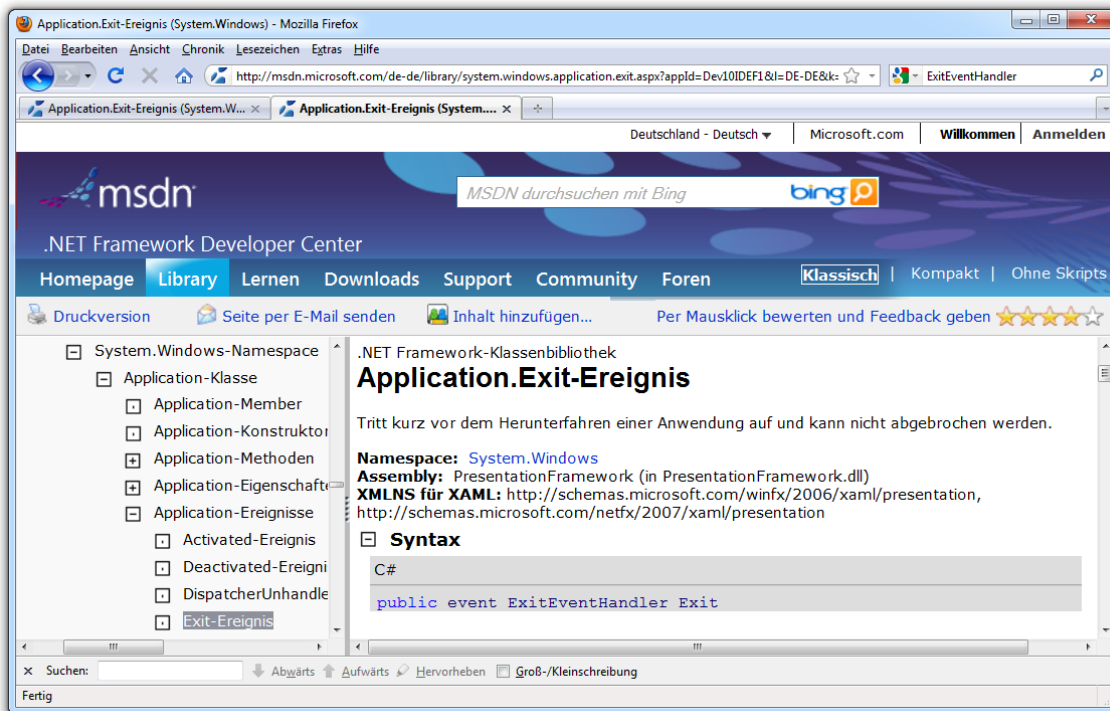 Application.Exit-Ereignis (System.Windows) - Mozilla Firefox
Datei Bearbeiten Ansicht Chronik Lesezeichen Extras Hilfe
http://msdn.microsoft.com/de-de/library/system.windows.application.exit.aspx?appId=Dev10IDEF1&l=DE-DE&k= ExitEventHandler
Application.Exit-Ereignis (System.W... Application.Exit-Ereignis (System....
Deutschland - Deutsch Microsoft.com Willkommen Anmelden
msdn
MSDN durchsuchen mit Bing bing
.NET Framework Developer Center
Homepage Library Lernen Downloads Support Community Foren Klassisch | Kompakt | Ohne Skripts
Druckversion Seite per E-Mail senden Inhalt hinzufügen... Per Mausklick bewerten und Feedback geben
System.Windows-Namespace
Application-Klasse
Application-Member
Application-Konstruktor
Application-Methoden
Application-Eigenschafte
Application-Ereignisse
Activated-Ereignis
Deactivated-Ereigni
DispatcherUnhandle
Exit-Ereignis
.NET Framework-Klassenbibliothek
Application.Exit-Ereignis
Tritt kurz vor dem Herunterfahren einer Anwendung auf und kann nicht abgebrochen werden.
Namespace: System.Windows
Assembly: PresentationFramework (in PresentationFramework.dll)
XMLNS für XAML: http://schemas.microsoft.com/winfx/2006/xaml/presentation,
http://schemas.microsoft.com/netfx/2007/xaml/presentation
Syntax
C#
public event ExitEventHandler Exit
Suchen: Abwärts Aufwärts Hervorheben Groß-/Kleinschreibung
Fertig